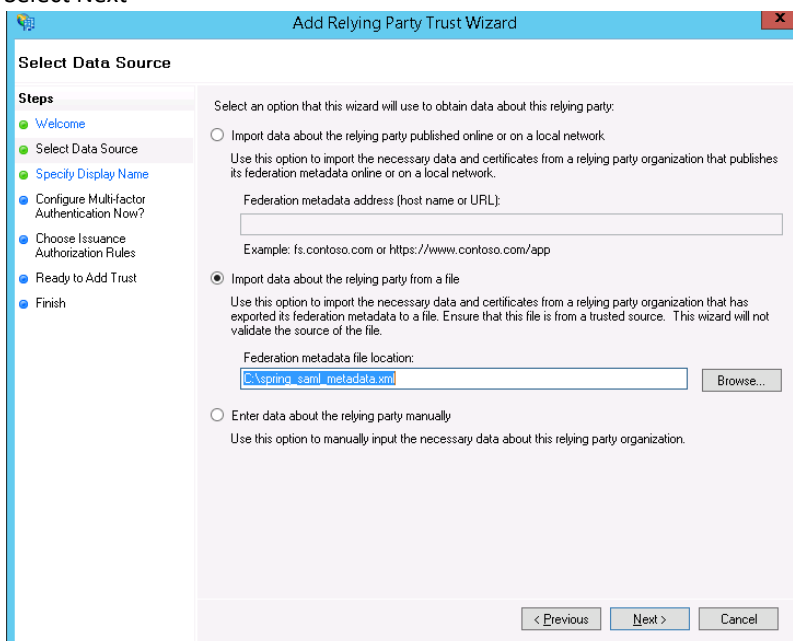 Select Next
Add Relying Party Trust Wizard
x
Select Data Source
Steps
Welcome
Select Data Source
Specify Display Name
Configure Multi-factor
Authentication Now?
Choose Issuance
Authorization Rules
Ready to Add Trust
Finish
Select an option that this wizard will use to obtain data about this relying party:
Import data about the relying party published online or on a local network
Use this option to import the necessary data and certificates from a relying party organization that publishes
its federation metadata online or on a local network.
Federation metadata address (host name or URL):
Example: fs.contoso.com or https://www.contoso.com/app
Import data about the relying party from a file
Use this option to import the necessary data and certificates from a relying party organization that has
exported its federation metadata to a file. Ensure that this file is from a trusted source.  This wizard will not
validate the source of the file.
Federation metadata file location:
C:\spring_saml_metadata.xml
Browse...
Enter data about the relying party manually
Use this option to manually input the necessary data about this relying party organization.
< Previous
Next >
Cancel